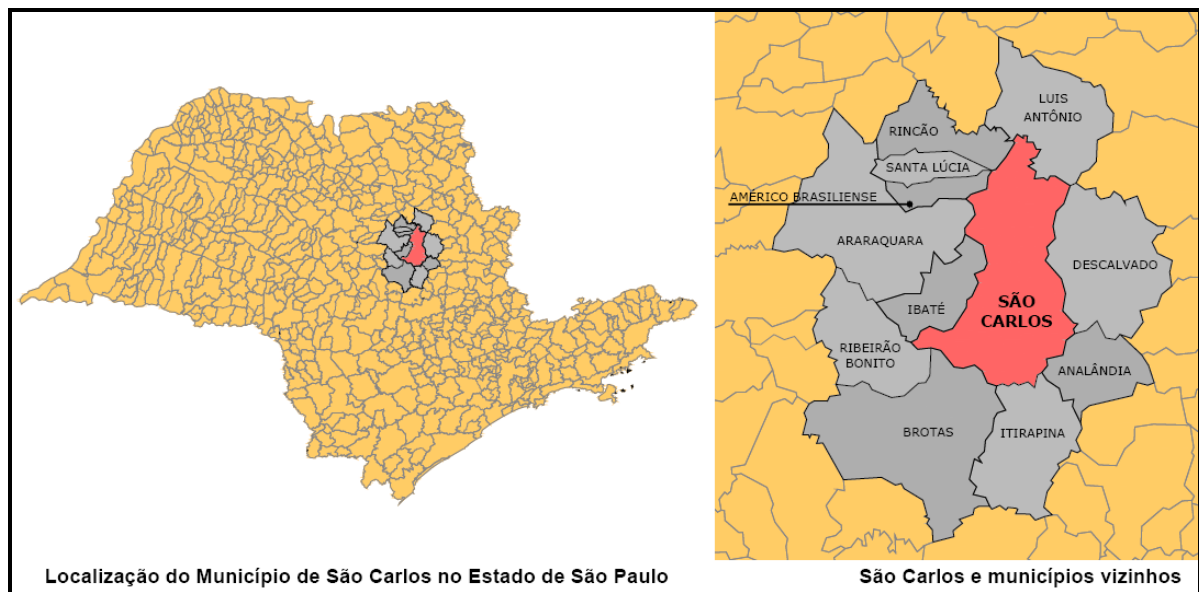 LUIS
ANTÔNIO
RINCÃO
SANTA LÚCIA
AMÉRICO BRASILIENSE
ARARAQUARA
DESCALVADO
IBATÉ
SÃO
CARLOS
RIBEIRÃO
BONITO
ANALÂNDIA
BROTAS
ITIRAPINA
Localização do Município de São Carlos no Estado de São Paulo
São Carlos e municípios vizinhos